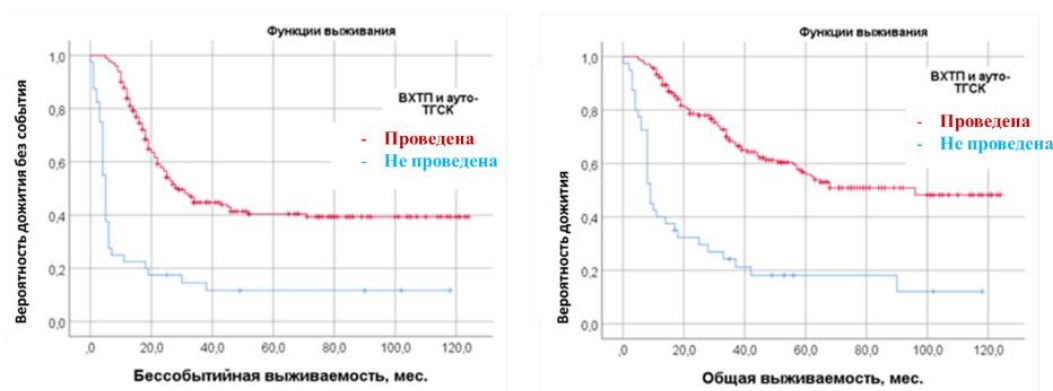 Функции выживания
Вероятность дожития без события
1,0
0,8
0,6
0,4
0,2
0,0
ВХТП и ауто-
ТГСК
- Проведена
- Не проведена
,0 20,0 40,0 60,0 80,0 100,0 120,0
Бессобытийная выживаемость, мес.
Функции выживания
Вероятность дожития
1,0
0,8
0,6
0,4
0,2
0,0
ВХТП и ауто-
ТГСК
- Проведена
- Не проведена
,0 20,0 40,0 60,0 80,0 100,0 120,0
Общая выживаемость, мес.